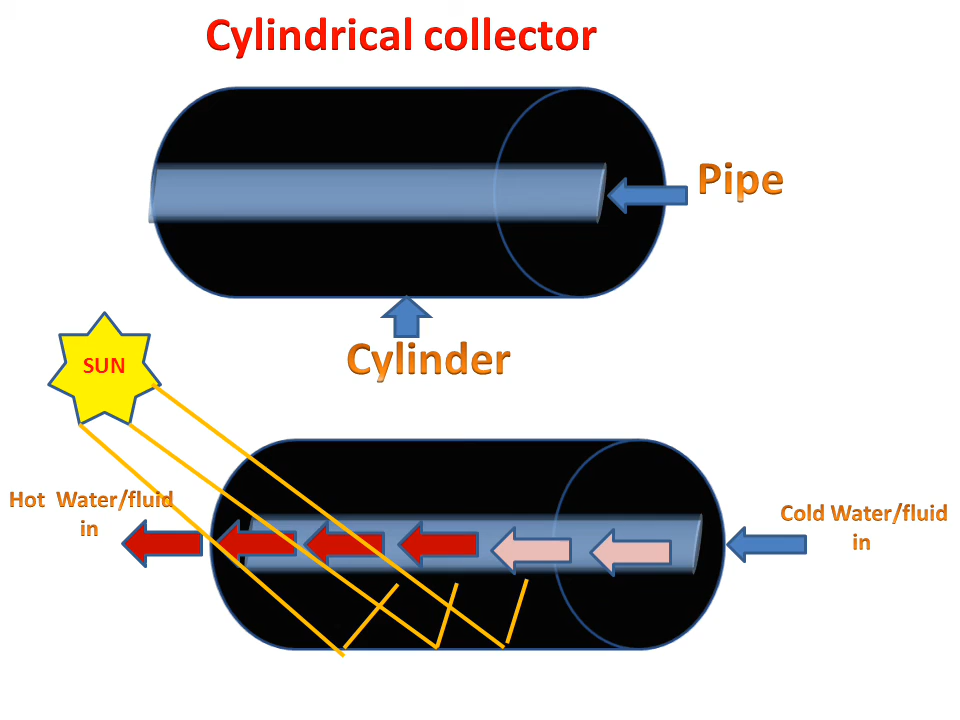 Cylindrical collector
Pipe
Cylinder
SUN
Hot Water/fluid
in
Cold Water/fluid
in